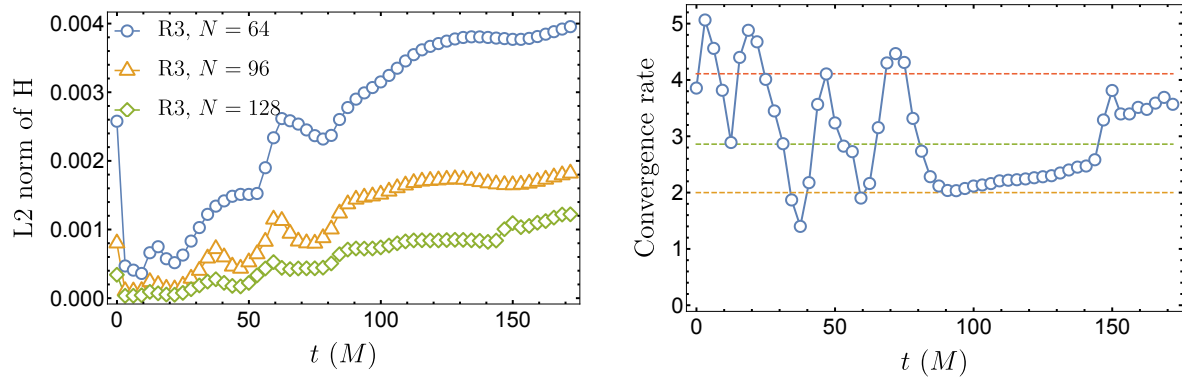 0.004
0.003
0.002
0.001
0.000
L2 norm of H
R3, N = 64
R3, N = 96
R3, N = 128
0
50
100
150
t (M)
5
4
3
2
1
0
Convergence rate
0
50
100
150
t (M)